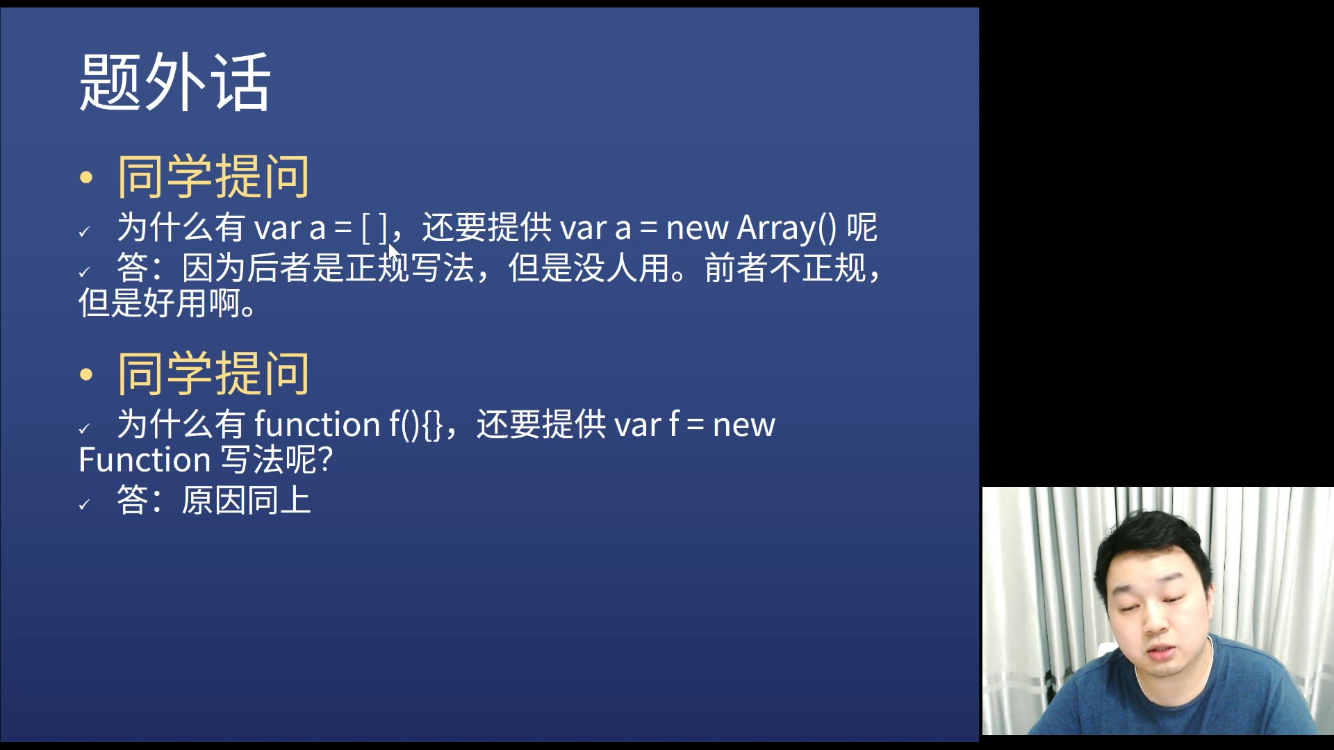 题外话
• 同学提问
✓ 为什么有 var a = [ ]，还要提供 var a = new Array() 呢
✓ 答：因为后者是正规写法，但是没人用。前者不正规，
但是好用啊。
• 同学提问
✓ 为什么有 function f(){}，还要提供 var f = new
Function 写法呢？
✓ 答：原因同上